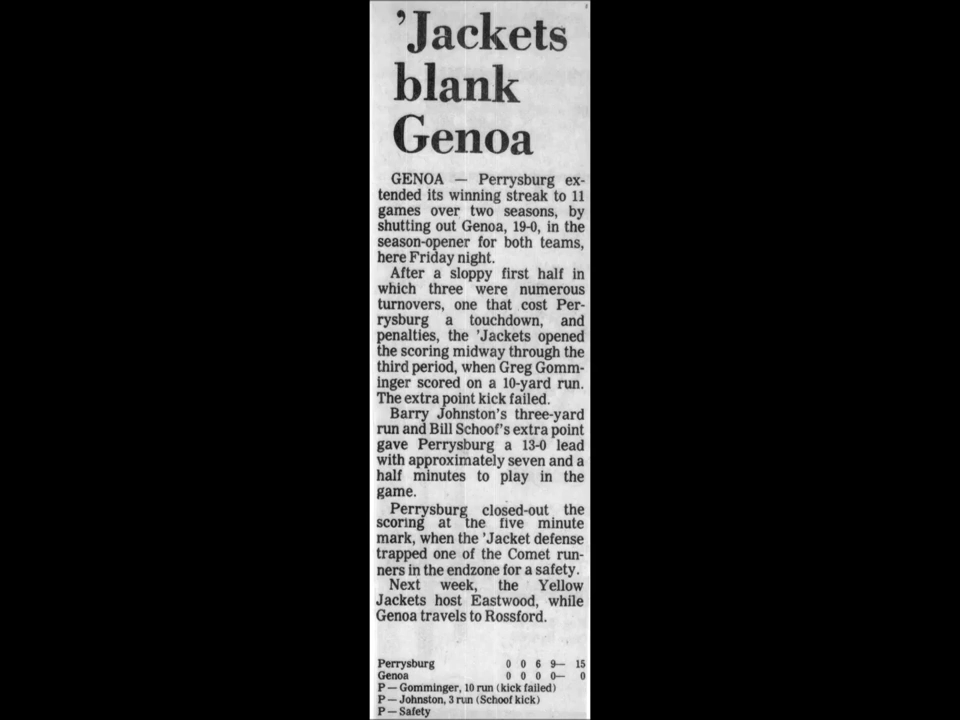 'Jackets
blank
Genoa
GENOA — Perrysburg ex-
tended its winning streak to 11
games over two seasons, by
shutting out Genoa, 19-0, in the
season-opener for both teams,
here Friday night.
After a sloppy first half in
which three were numerous
turnovers, one that cost Per-
rysburg a touchdown, and
penalties, the 'Jackets opened
the scoring midway through the
third period, when Greg Gomm-
inger scored on a 10-yard run.
The extra point kick failed.
Barry Johnston's three-yard
run and Bill Schoof's extra point
gave Perrysburg a 13-0 lead
with approximately seven and a
half minutes to play in the
game.
Perrysburg closed-out the
scoring at the five minute
mark, when the 'Jacket defense
trapped one of the Comet run-
ners in the endzone for a safety.
Next week, the Yellow
Jackets host Eastwood, while
Genoa travels to Rossford.
Perrysburg 0 0 6 9— 15
Genoa 0 0 0 0— 0
P — Gomminger, 10 run (kick failed)
P — Johnston, 3 run (Schoof kick)
P — Safety